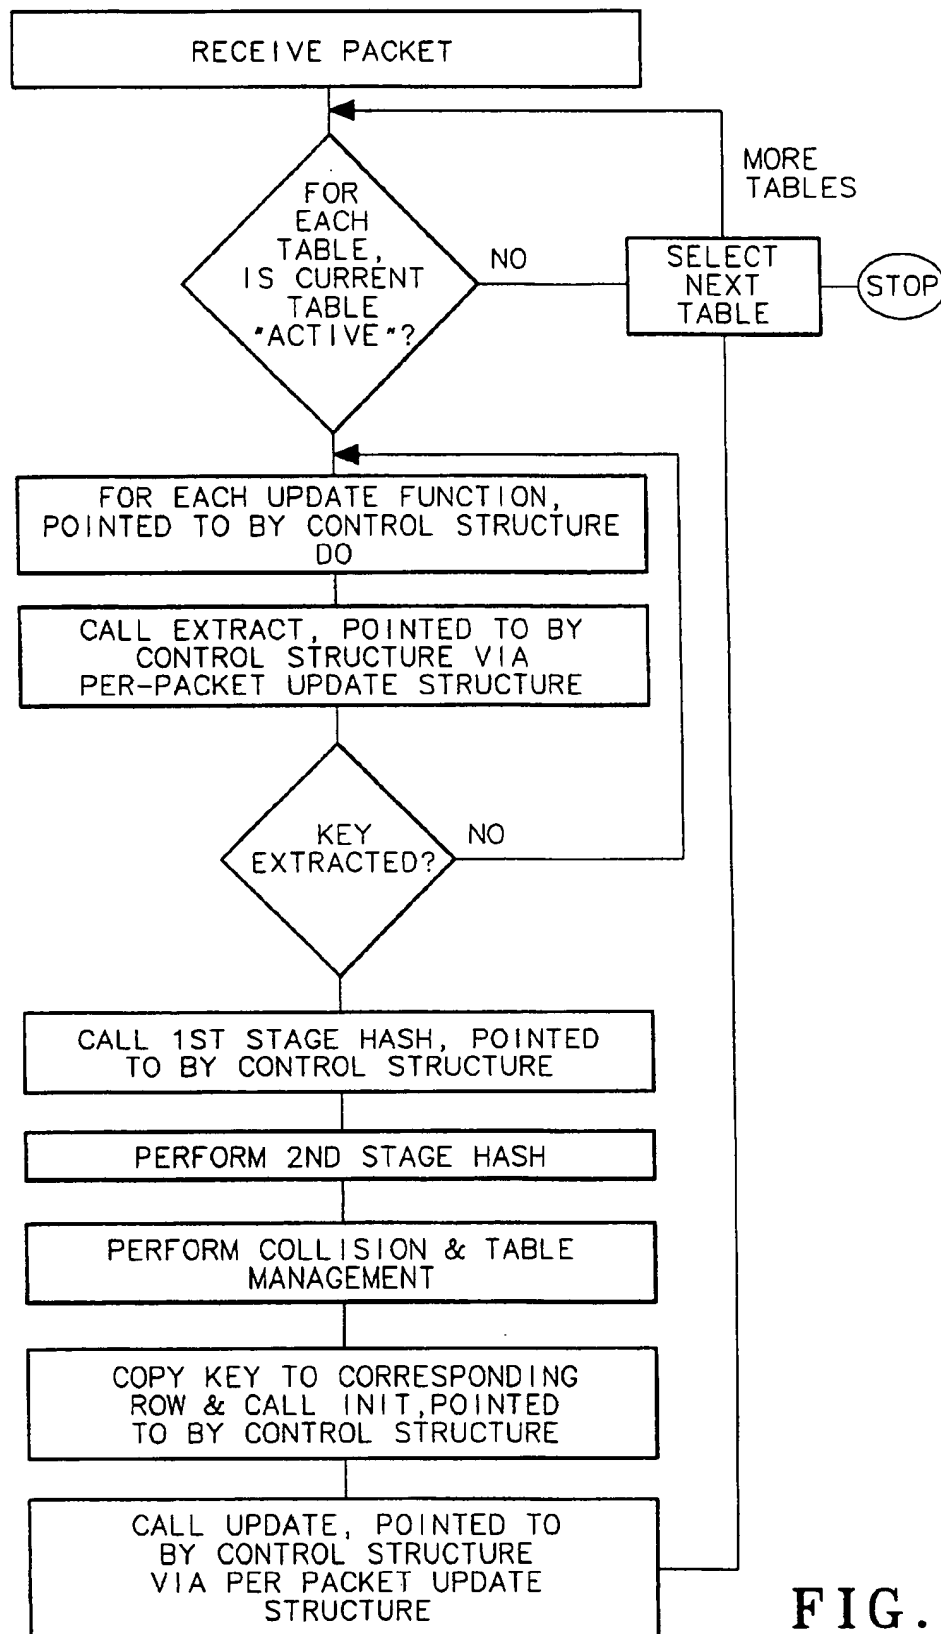 RECEIVE PACKET
MORE
TABLES
FOR
EACH
TABLE,
IS CURRENT
TABLE
"ACTIVE"?
NO
SELECT
NEXT
TABLE
STOP
FOR EACH UPDATE FUNCTION,
POINTED TO BY CONTROL STRUCTURE
DO
CALL EXTRACT, POINTED TO BY
CONTROL STRUCTURE VIA
PER-PACKET UPDATE STRUCTURE
KEY
EXTRACTED?
NO
CALL 1ST STAGE HASH, POINTED
TO BY CONTROL STRUCTURE
PERFORM 2ND STAGE HASH
PERFORM COLLISION & TABLE
MANAGEMENT
COPY KEY TO CORRESPONDING
ROW & CALL INIT,POINTED
TO BY CONTROL STRUCTURE
CALL UPDATE, POINTED TO
BY CONTROL STRUCTURE
VIA PER PACKET UPDATE
STRUCTURE
FIG.